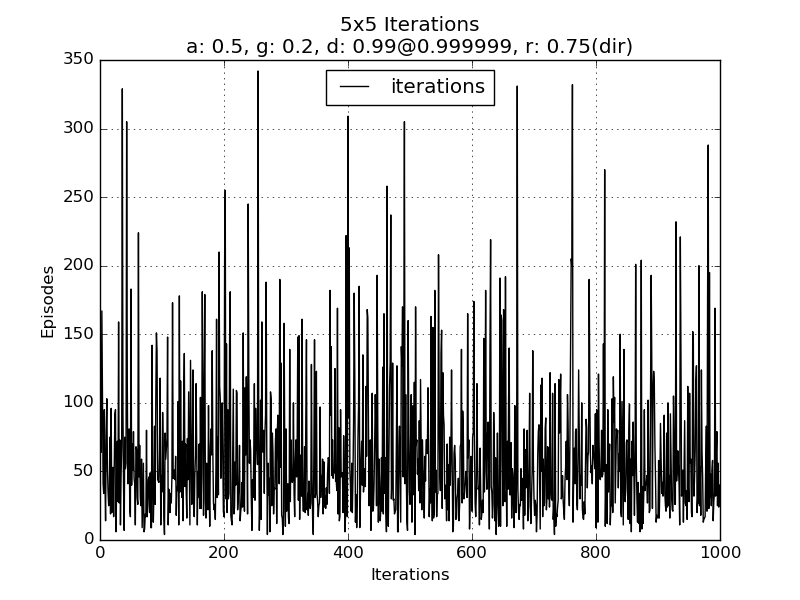 5x5 Iterations
a: 0.5, g: 0.2, d: 0.99@0.999999, r: 0.75(dir)
iterations
350
300
250
200
150
100
50
0
Episodes
0 200 400 600 800 1000
Iterations